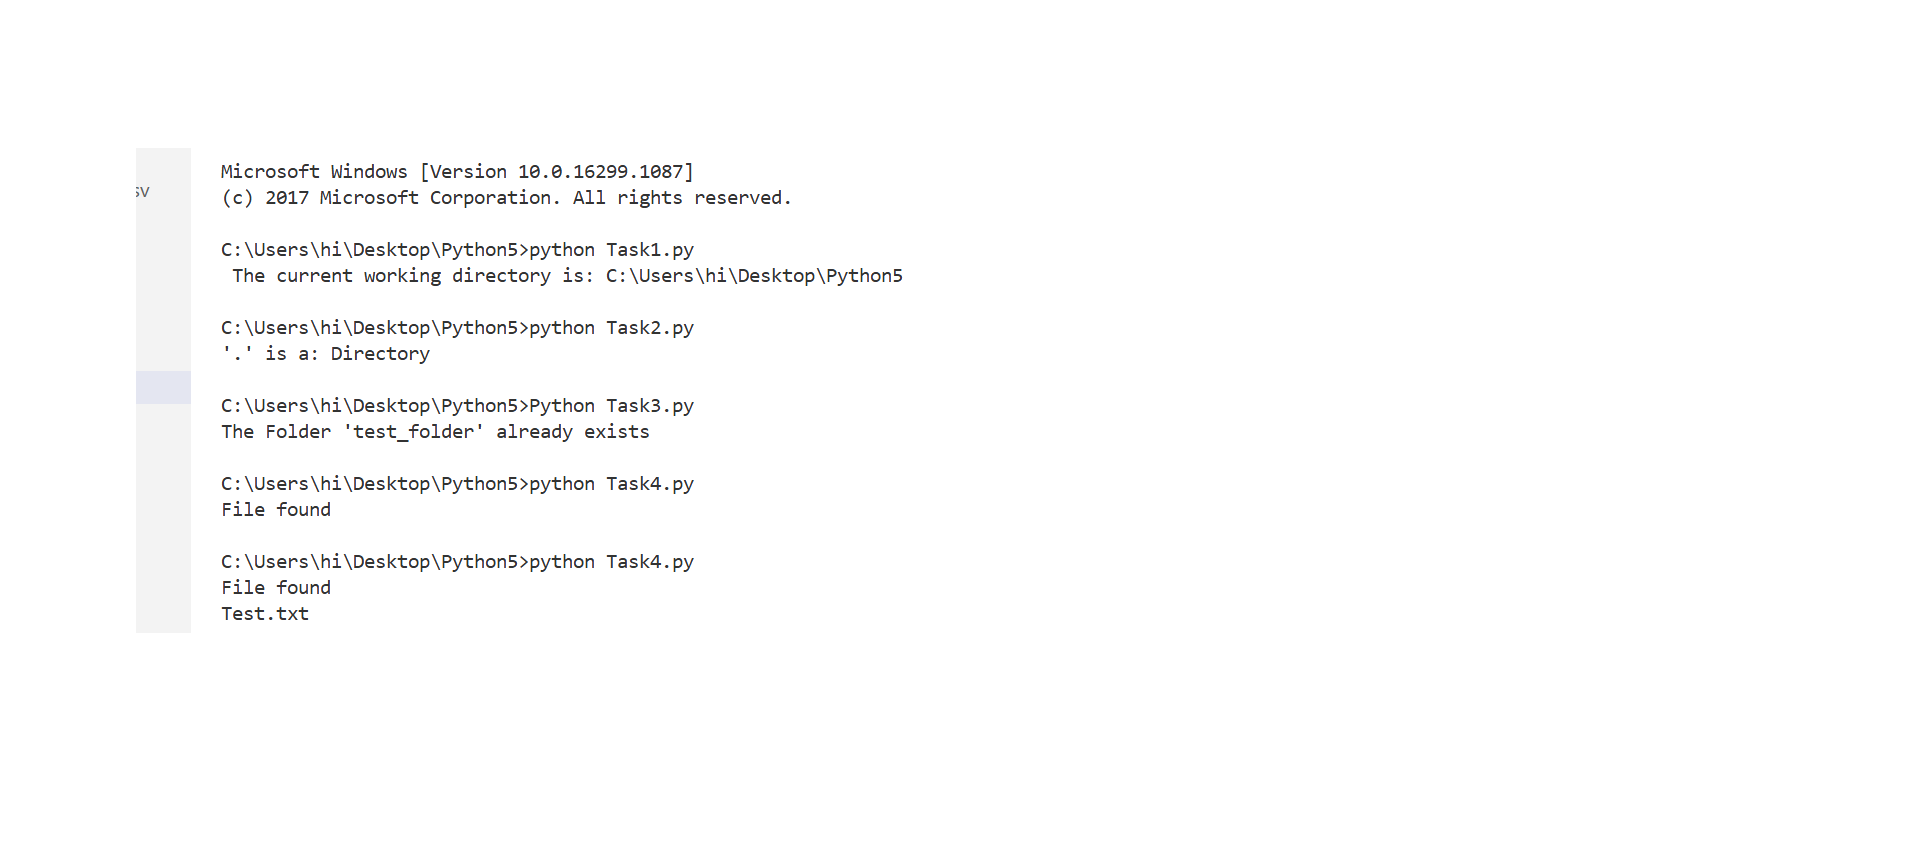 Microsoft Windows [Version 10.0.16299.1087]
(c) 2017 Microsoft Corporation. All rights reserved.
C:\Users\hi\Desktop\Python5>python Task1.py
The current working directory is: C:\Users\hi\Desktop\Python5
C:\Users\hi\Desktop\Python5>python Task2.py
'.' is a: Directory
C:\Users\hi\Desktop\Python5>Python Task3.py
The Folder 'test_folder' already exists
C:\Users\hi\Desktop\Python5>python Task4.py
File found
C:\Users\hi\Desktop\Python5>python Task4.py
File found
Test.txt